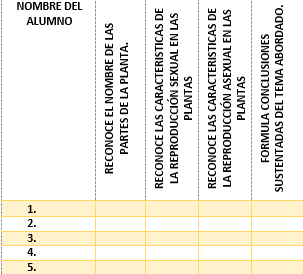 NOMBRE DEL
ALUMNO
RECONOCE EL NOMBRE DE LAS
PARTES DE LA PLANTA.
RECONOCE LAS CARACTERISTICAS DE
LA REPRODUCCIÓN SEXUAL EN LAS
PLANTAS
RECONOCE LAS CARACTERISTICAS DE
LA REPRODUCCIÓN ASEXUAL EN LAS
PLANTAS
FORMULA CONCLUSIONES
SUSTENTADAS DEL TEMA ABORDADO.
1.
2.
3.
4.
5.